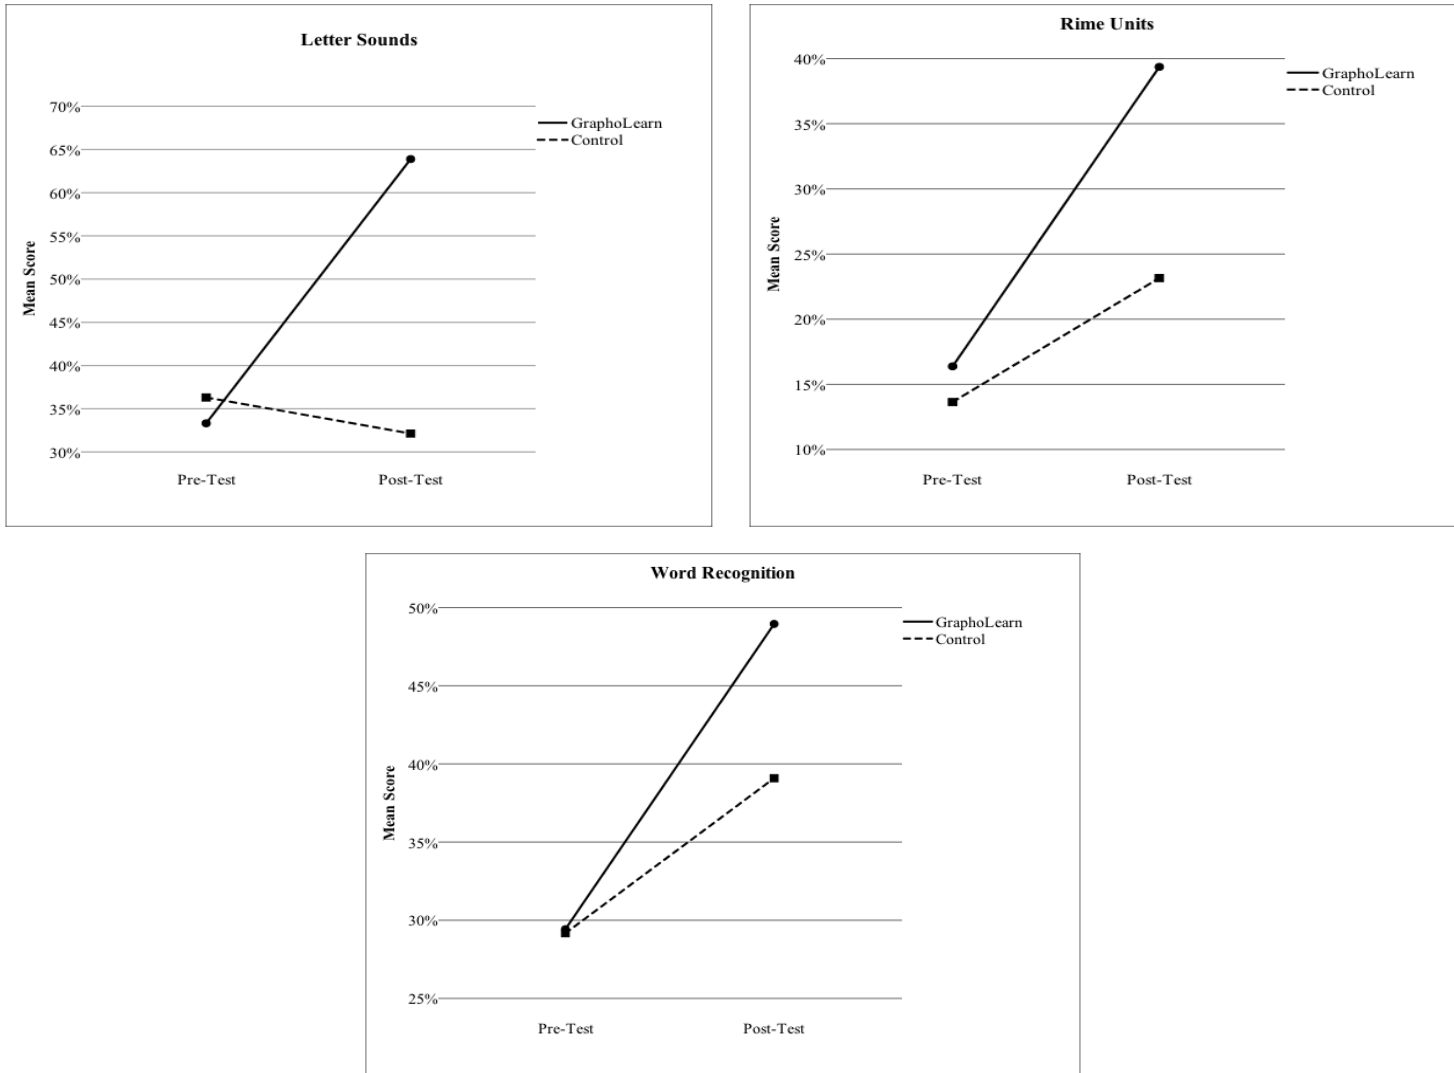 Letter Sounds
70%
65%
60%
55%
50%
45%
40%
35%
30%
Mean Score
Pre-Test
Post-Test
GraphoLearn
Control
Rime Units
40%
35%
30%
25%
20%
15%
10%
Mean Score
Pre-Test
Post-Test
GraphoLearn
Control
Word Recognition
50%
45%
40%
35%
30%
25%
Mean Score
Pre-Test
Post-Test
GraphoLearn
Control